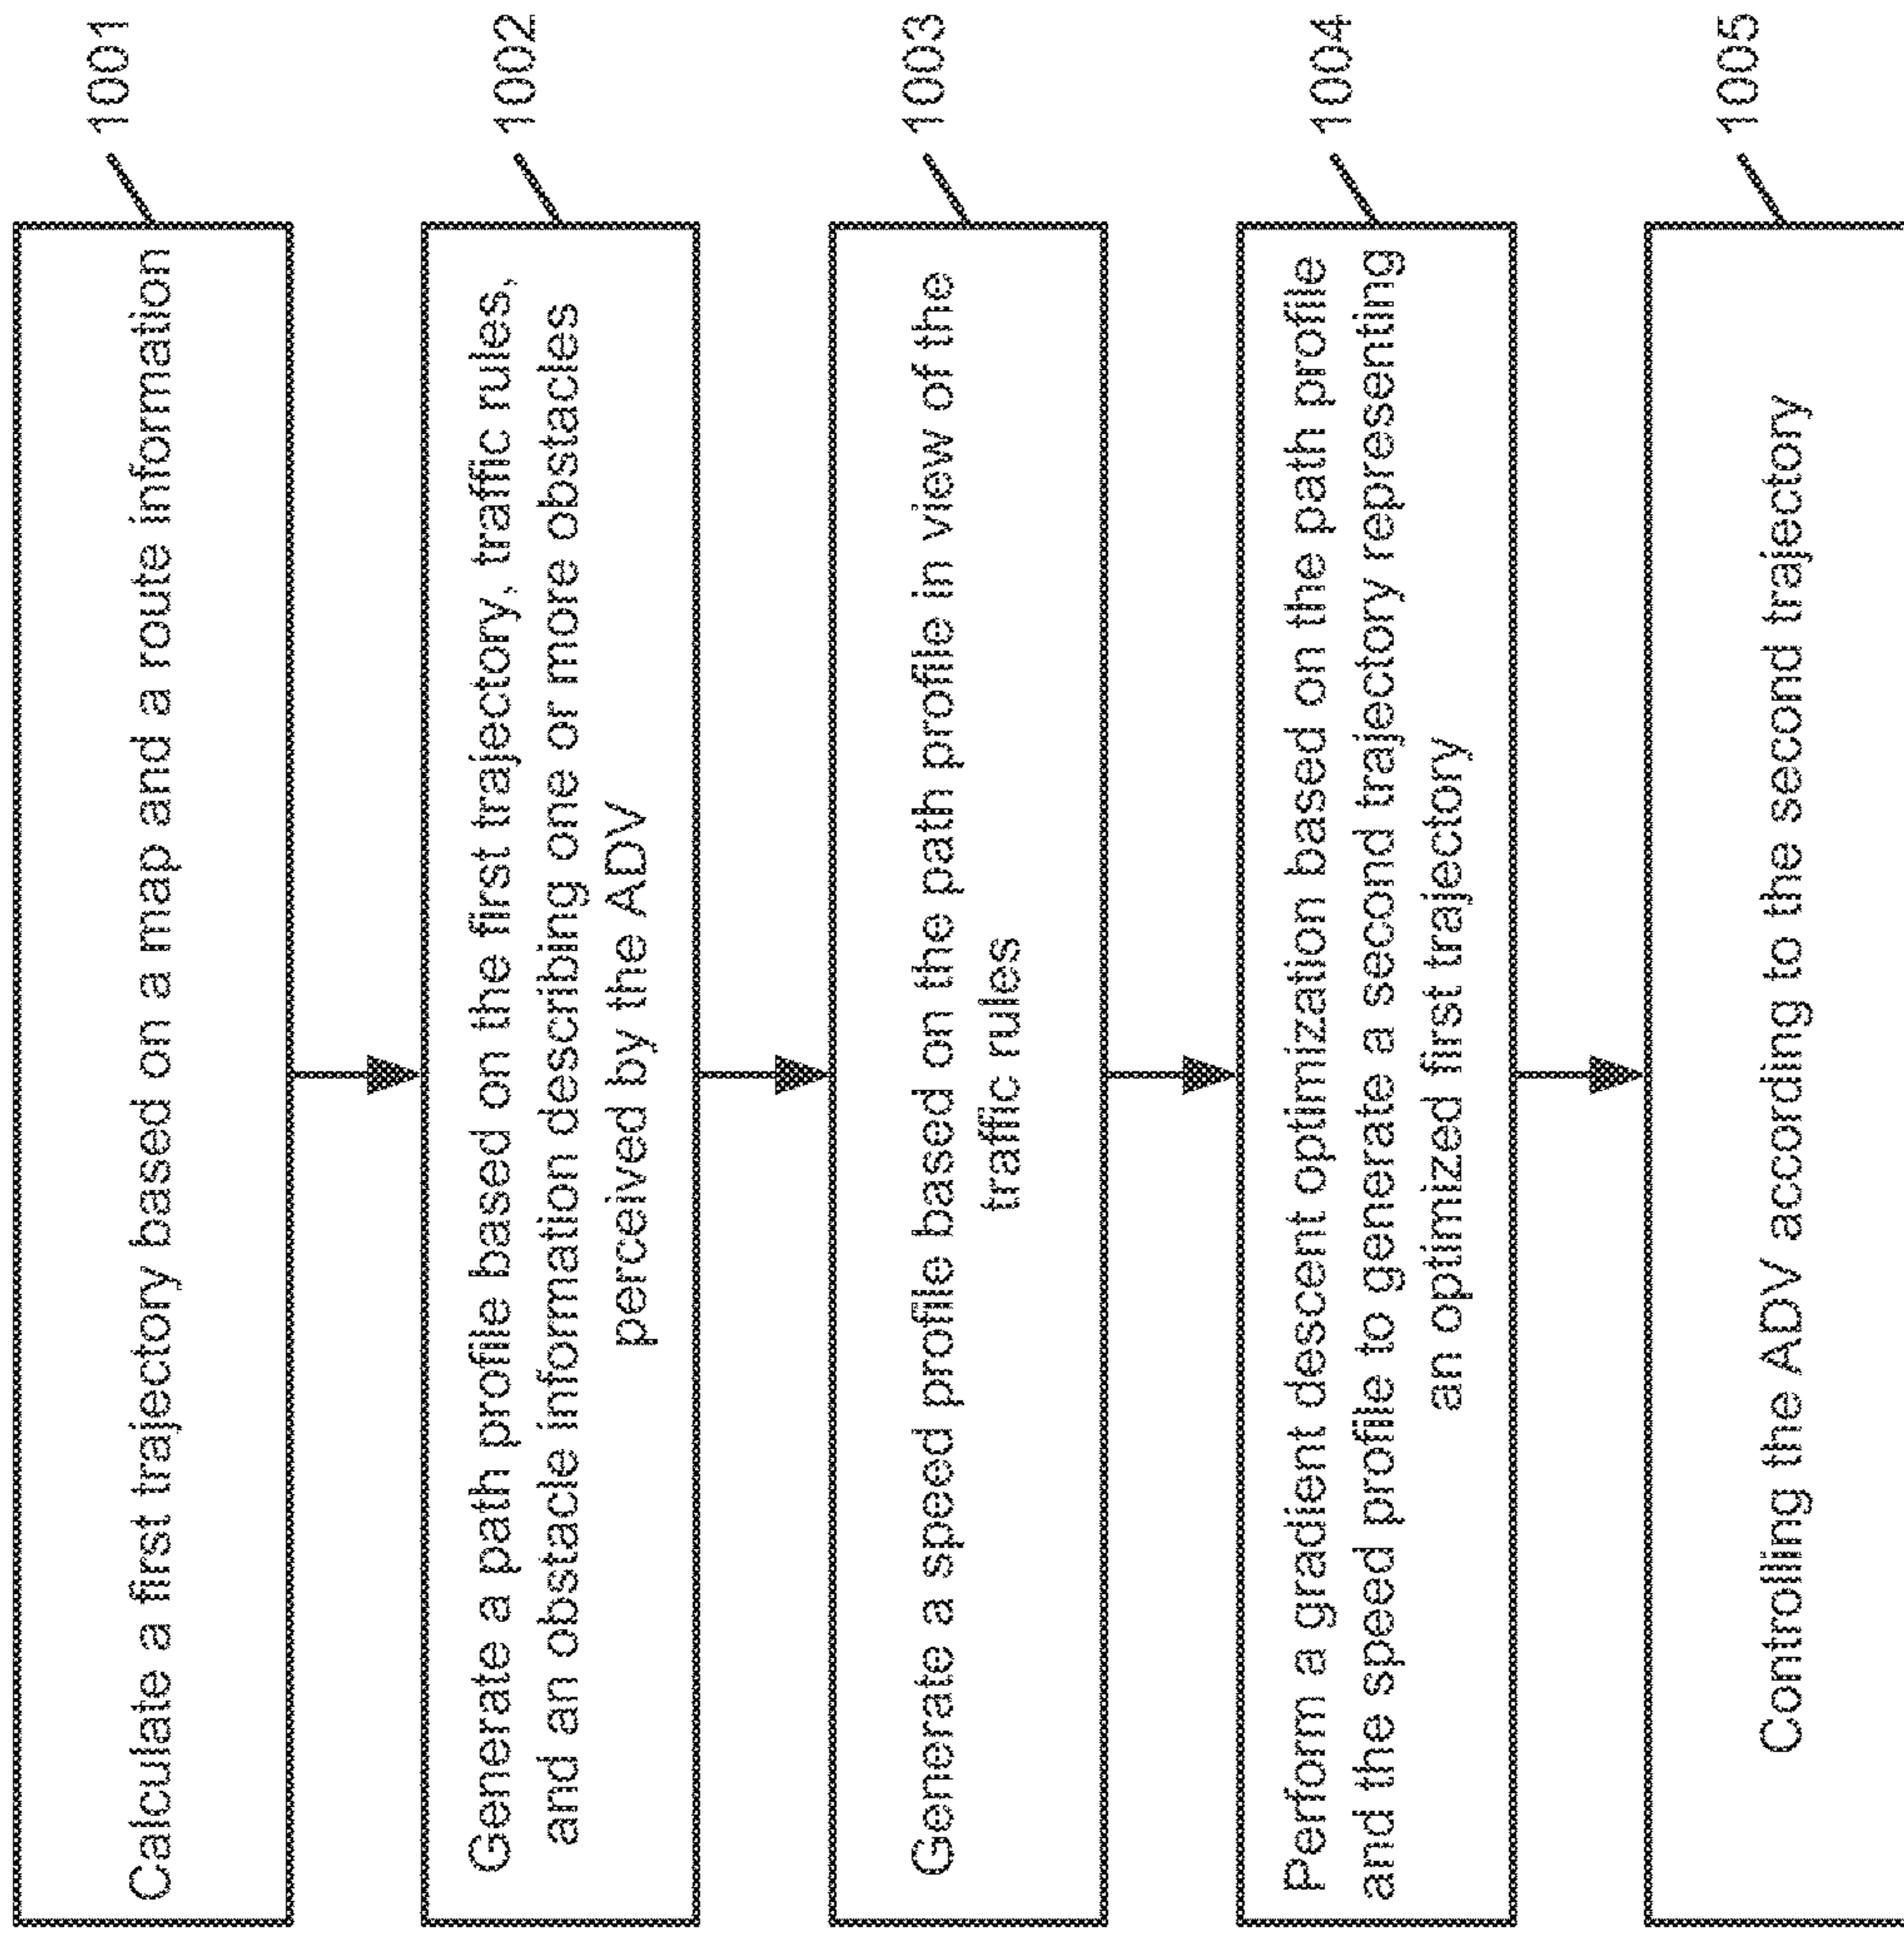 1001
Calculate a first trajectory based on a map and a route information
1002
Generate a path profile based on the first trajectory, traffic rules,
and an obstacle information describing one or more obstacles
perceived by the ADV
1003
Generate a speed profile based on the path profile in view of the
traffic rules
1004
Perform a gradient descent optimization based on the path profile
and the speed profile to generate a second trajectory representing
an optimized first trajectory
1005
Controlling the ADV according to the second trajectory